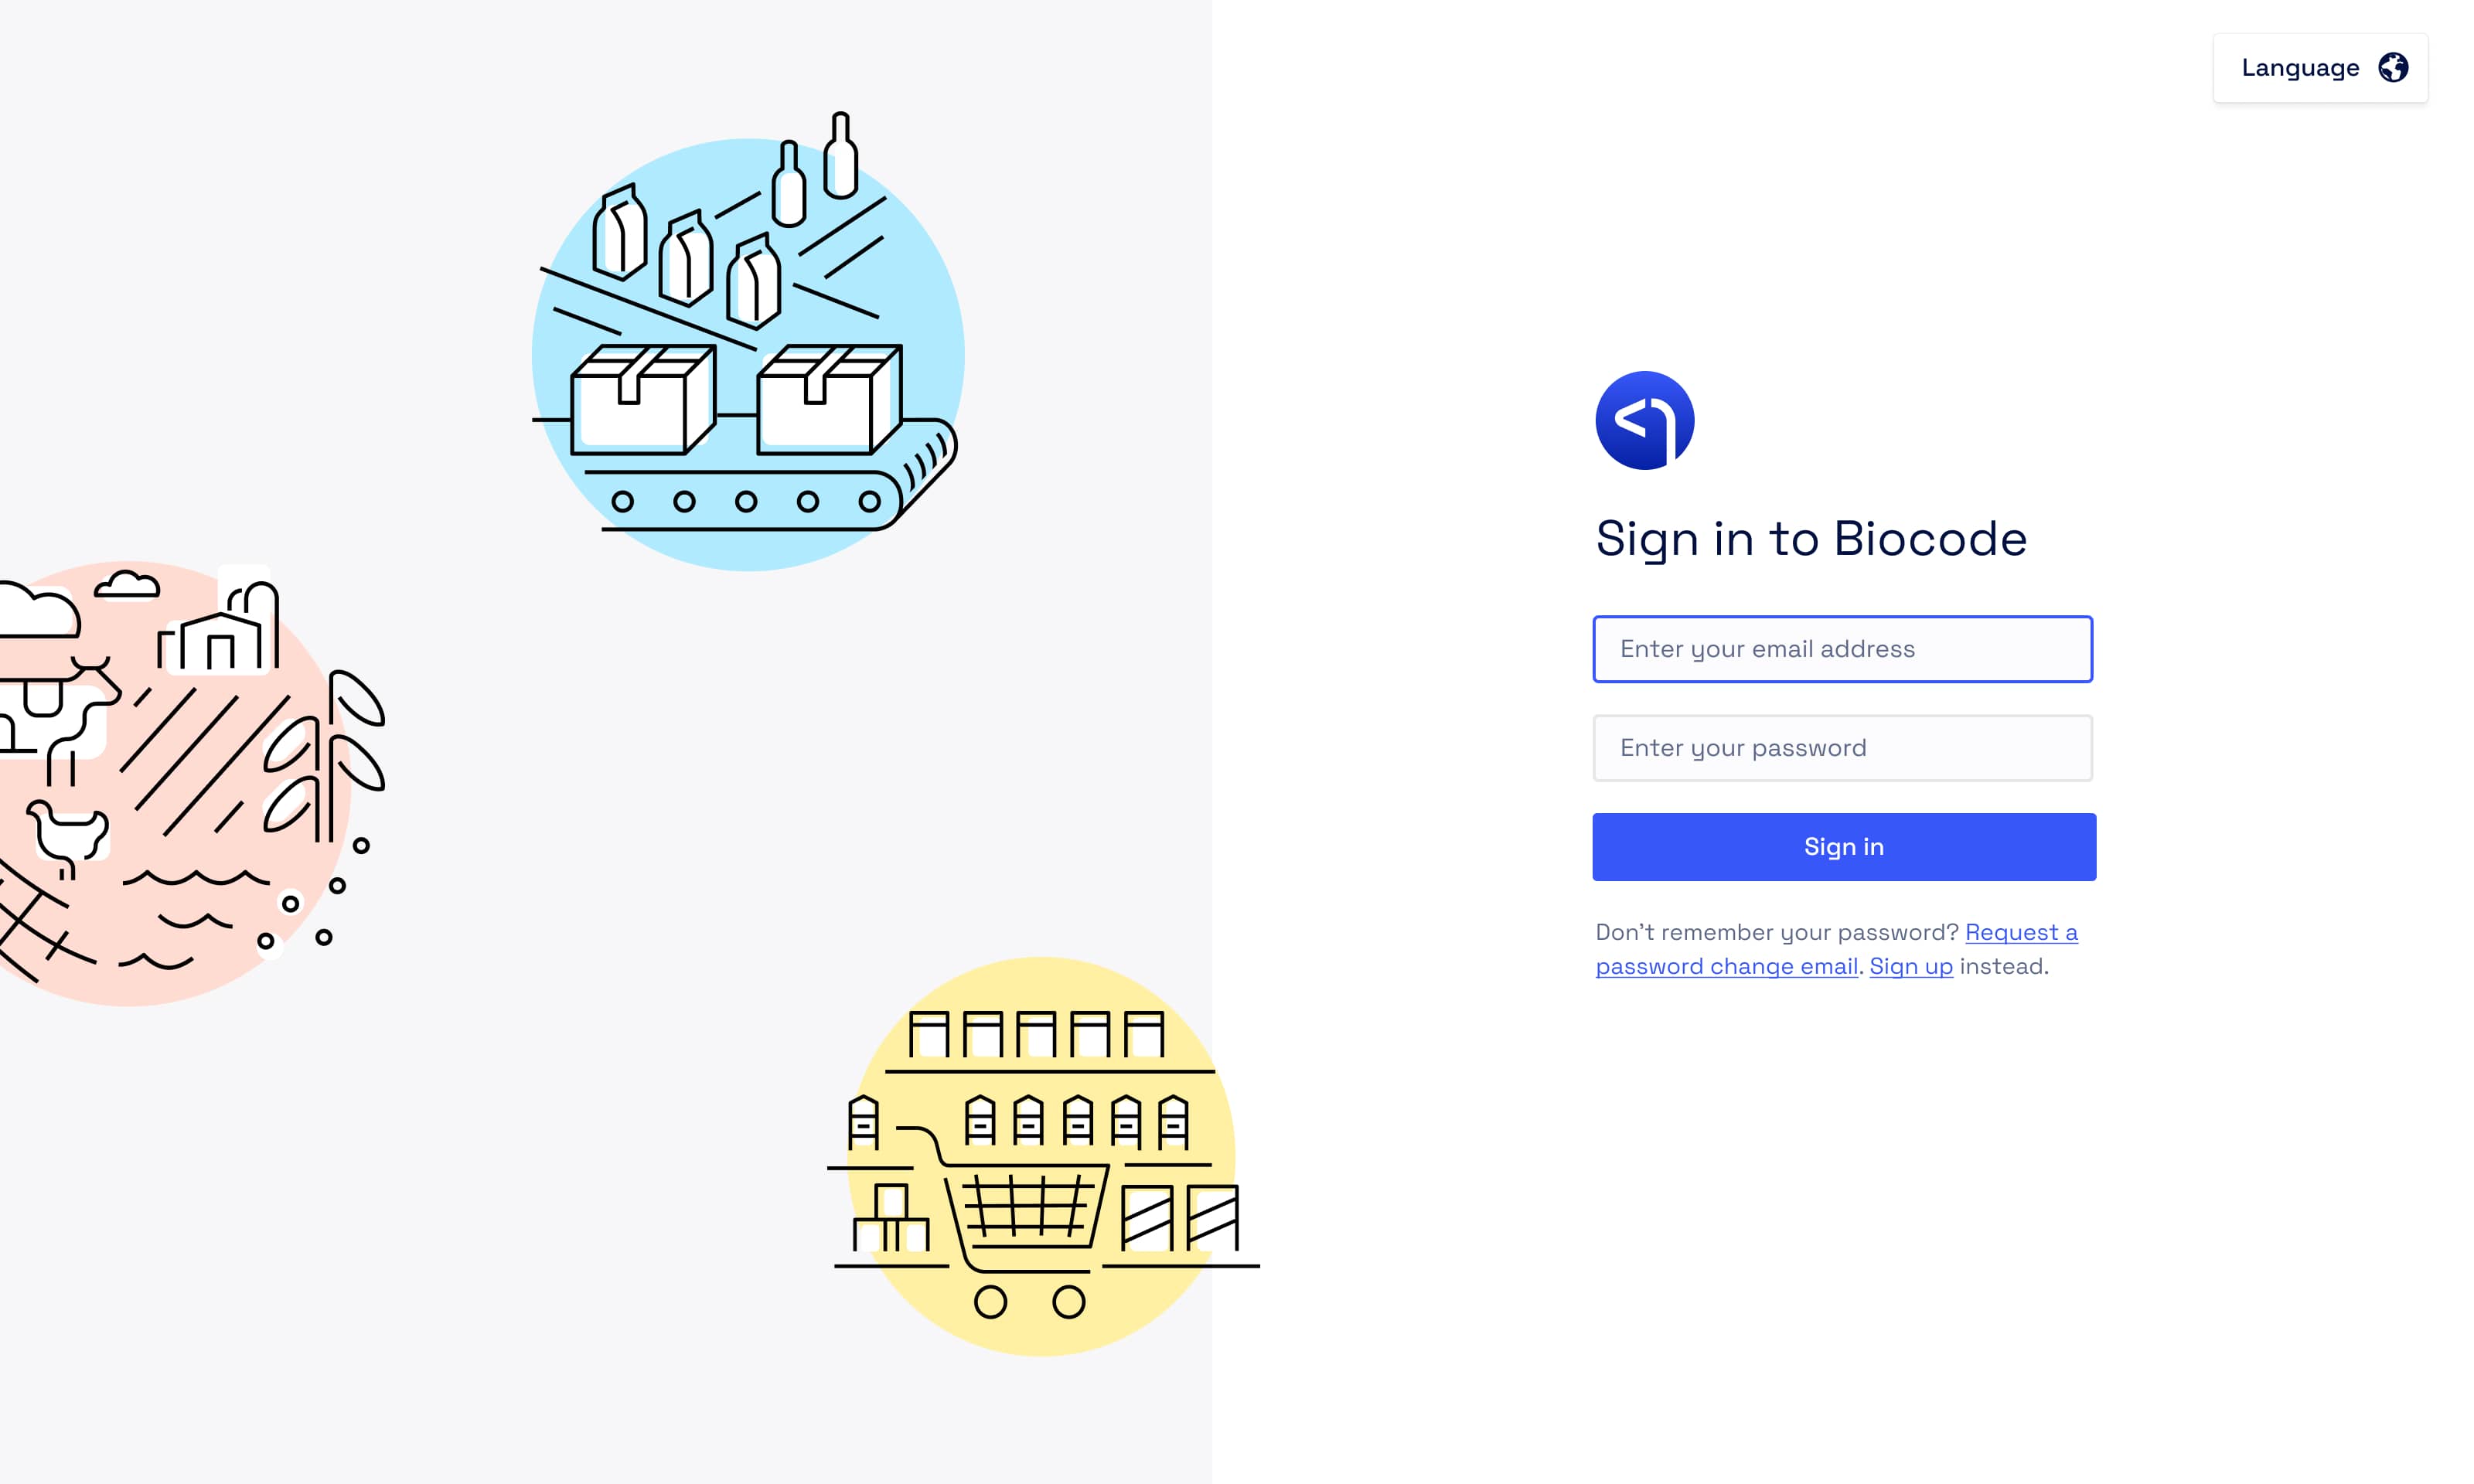 Language
Sign in to Biocode
Enter your email address
Enter your password
Sign in
Don't remember your password? Request a
password change email. Sign up instead.